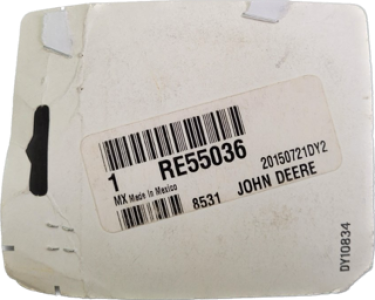 1 RE55036
MX Made in Mexico 20150721DY2
8531 JOHN DEERE
DY10834